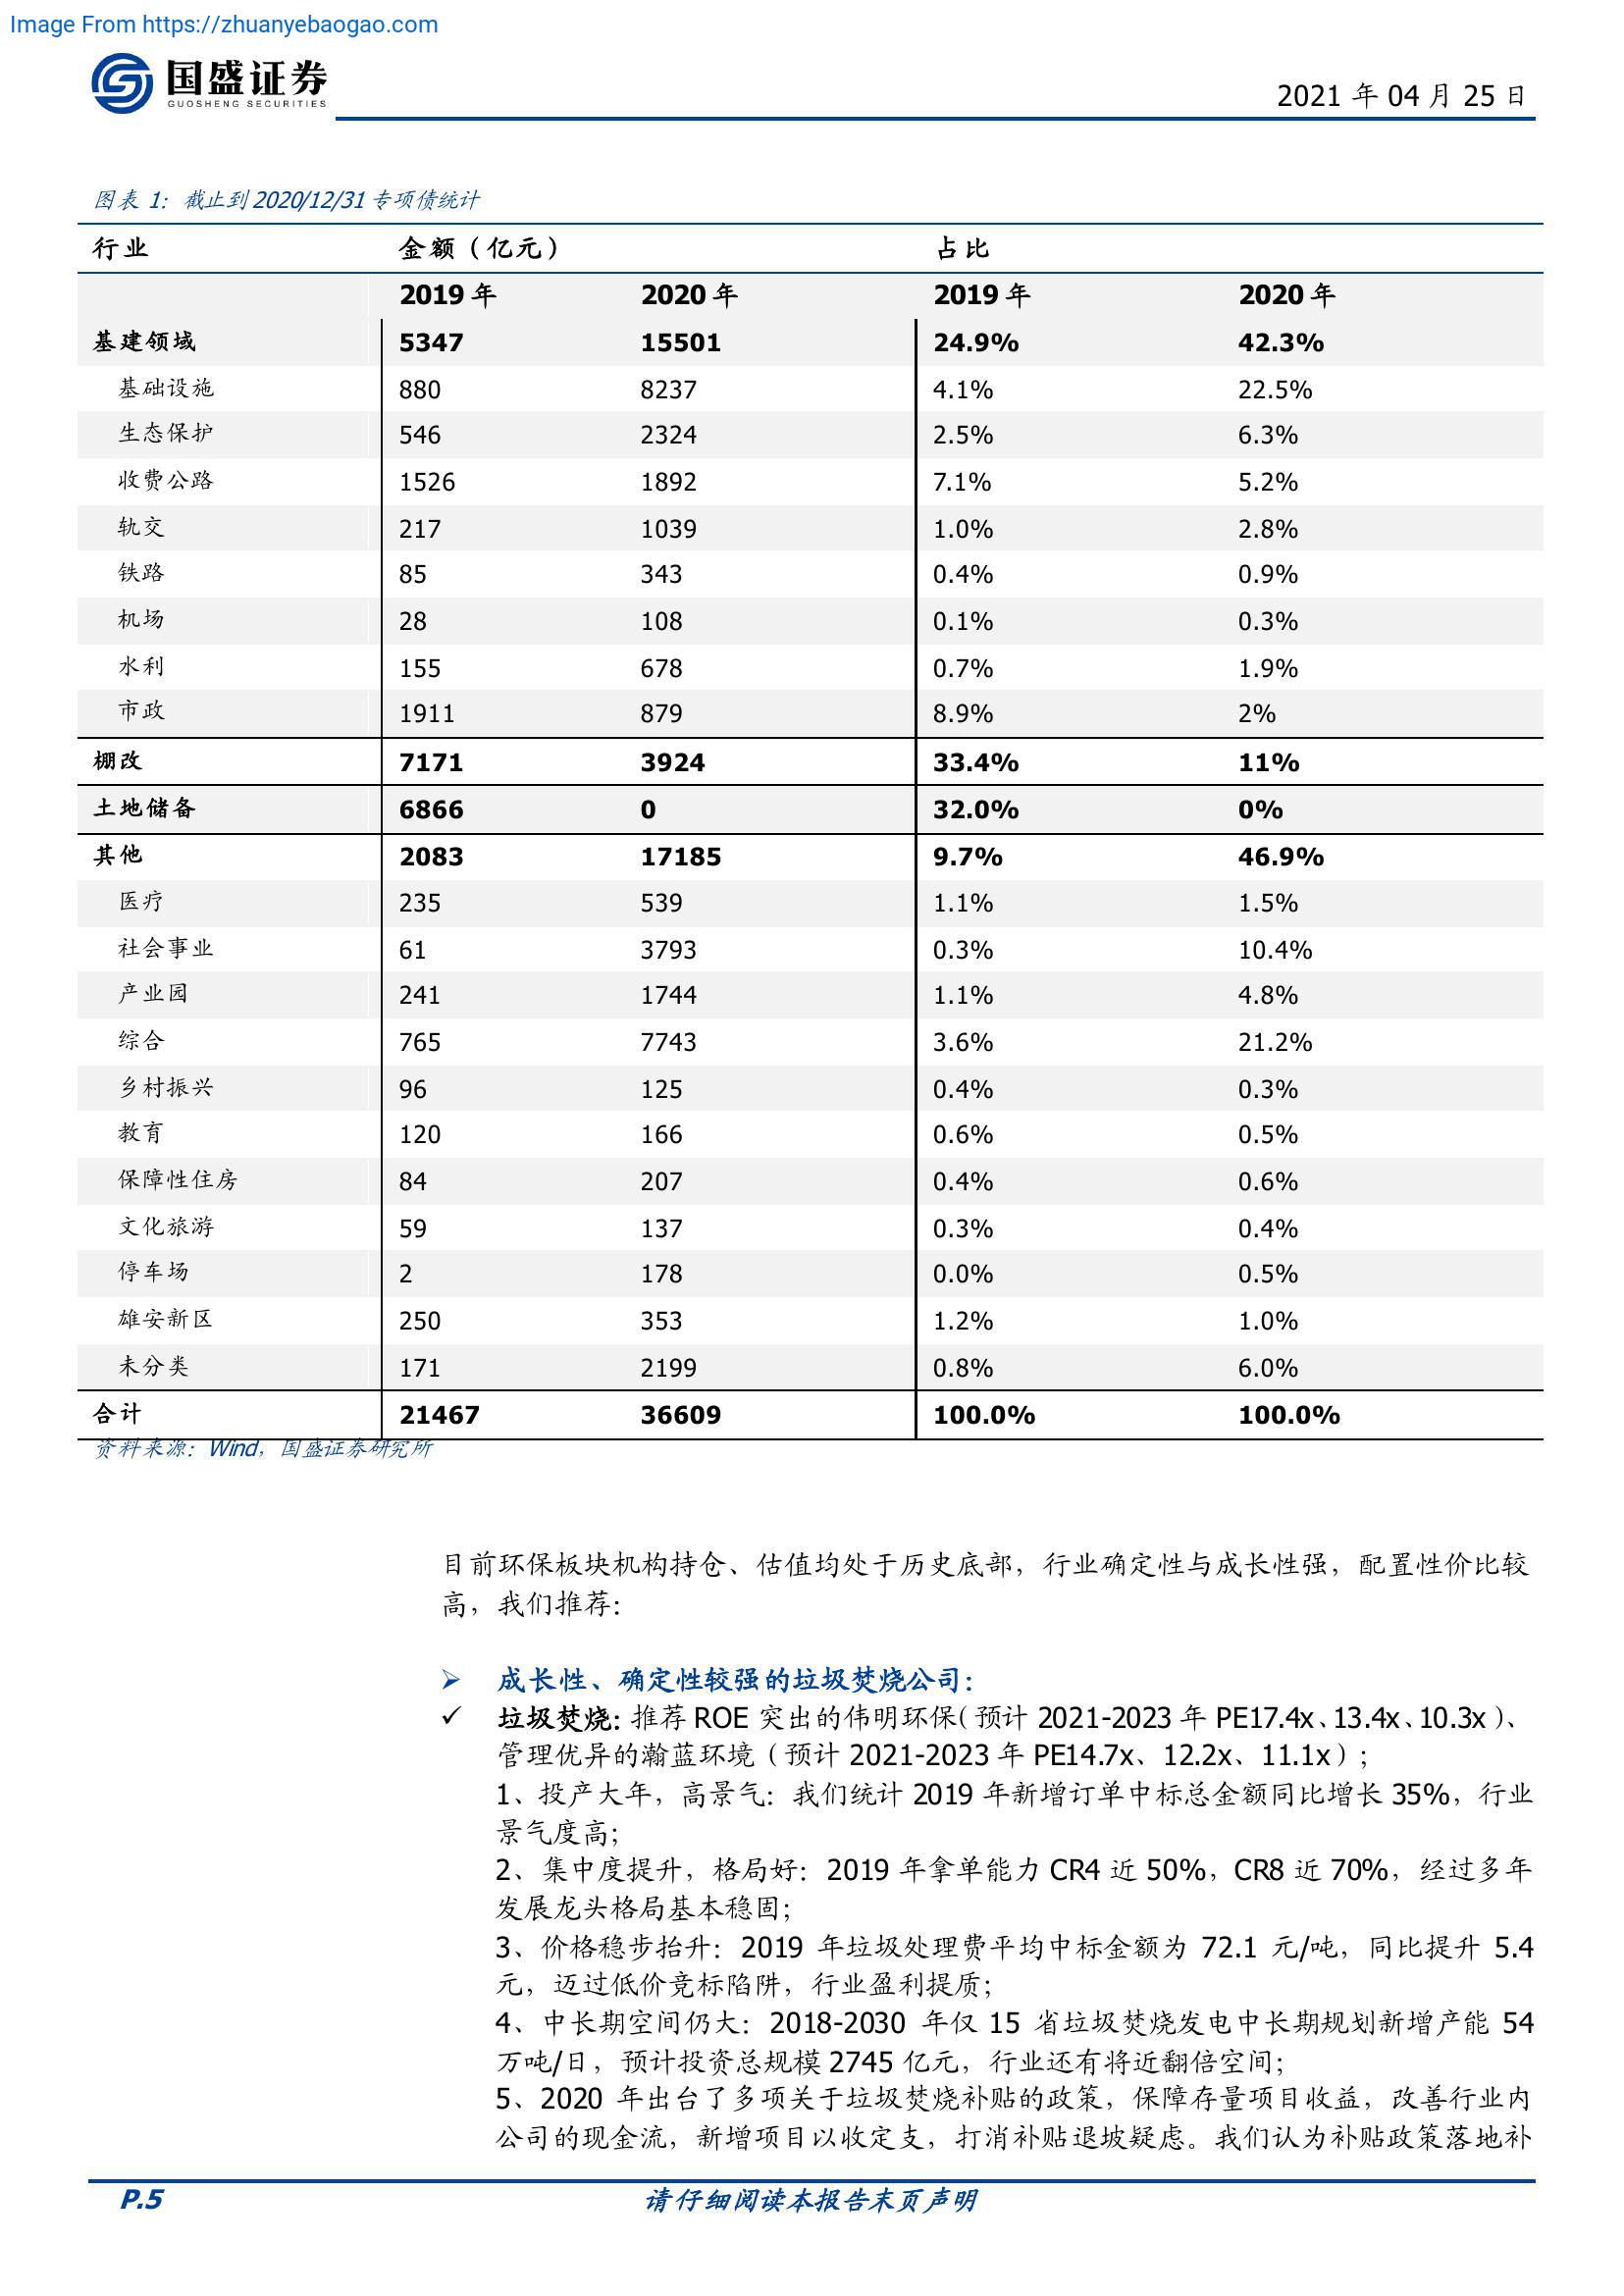 Image From https://zhuanyebaogao.com
国盛证券
GUOSHENG SECURITIES
2021 年 04 月 25 日
图表 1：截止到 2020/12/31 专项债统计
行业 金额（亿元） 占比
2019 年 2020 年 2019 年 2020 年
基建领域 5347 15501 24.9% 42.3%
基础设施 880 8237 4.1% 22.5%
生态保护 546 2324 2.5% 6.3%
收费公路 1526 1892 7.1% 5.2%
轨交 217 1039 1.0% 2.8%
铁路 85 343 0.4% 0.9%
机场 28 108 0.1% 0.3%
水利 155 678 0.7% 1.9%
市政 1911 879 8.9% 2%
棚改 7171 3924 33.4% 11%
土地储备 6866 0 32.0% 0%
其他 2083 17185 9.7% 46.9%
医疗 235 539 1.1% 1.5%
社会事业 61 3793 0.3% 10.4%
产业园 241 1744 1.1% 4.8%
综合 765 7743 3.6% 21.2%
乡村振兴 96 125 0.4% 0.3%
教育 120 166 0.6% 0.5%
保障性住房 84 207 0.4% 0.6%
文化旅游 59 137 0.3% 0.4%
停车场 2 178 0.0% 0.5%
雄安新区 250 353 1.2% 1.0%
未分类 171 2199 0.8% 6.0%
合计 21467 36609 100.0% 100.0%
资料来源：Wind，国盛证券研究所
目前环保板块机构持仓、估值均处于历史底部，行业确定性与成长性强，配置性价比较
高，我们推荐：
➢ 成长性、确定性较强的垃圾焚烧公司：
✓ 垃圾焚烧：推荐 ROE 突出的伟明环保（预计 2021-2023 年 PE17.4x、13.4x、10.3x）、
管理优异的瀚蓝环境（预计 2021-2023 年 PE14.7x、12.2x、11.1x）；
1、投产大年，高景气：我们统计 2019 年新增订单中标总金额同比增长 35%，行业
景气度高；
2、集中度提升，格局好：2019 年拿单能力 CR4 近 50%，CR8 近 70%，经过多年
发展龙头格局基本稳固；
3、价格稳步抬升：2019 年垃圾处理费平均中标金额为 72.1 元/吨，同比提升 5.4
元，迈过低价竞标陷阱，行业盈利提质；
4、中长期空间仍大：2018-2030 年仅 15 省垃圾焚烧发电中长期规划新增产能 54
万吨/日，预计投资总规模 2745 亿元，行业还有将近翻倍空间；
5、2020 年出台了多项关于垃圾焚烧补贴的政策，保障存量项目收益，改善行业内
公司的现金流，新增项目以收定支，打消补贴退坡疑虑。我们认为补贴政策落地补
P.5 请仔细阅读本报告末页声明